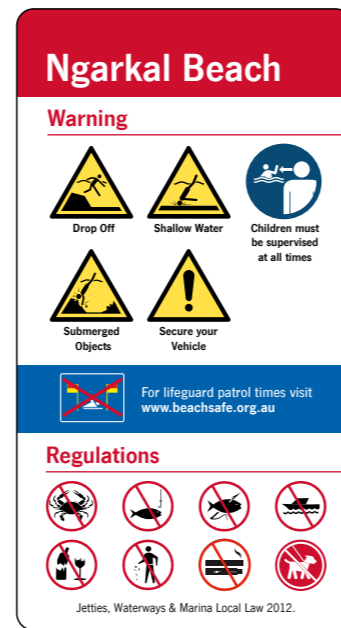 Ngarkal Beach
Warning
Drop Off
Shallow Water
Children must
be supervised
at all times
Submerged
Objects
Secure your
Vehicle
For lifeguard patrol times visit
www.beachsafe.org.au
Regulations
Jetties, Waterways & Marina Local Law 2012.